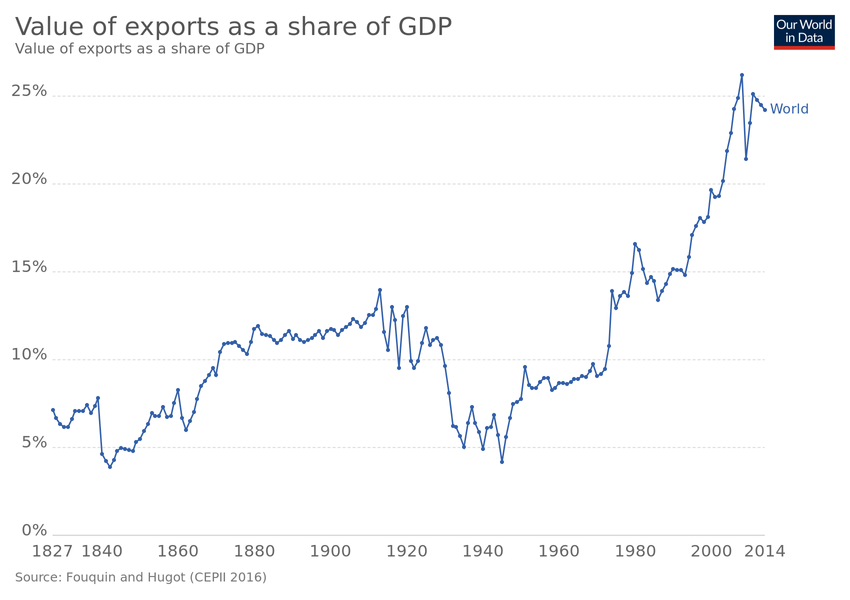 Value of exports as a share of GDP
Value of exports as a share of GDP
Our World
in Data
25%
World
20%
15%
10%
5%
0%
1827 1840 1860 1880 1900 1920 1940 1960 1980 2000 2014
Source: Fouquin and Hugot (CEPII 2016)